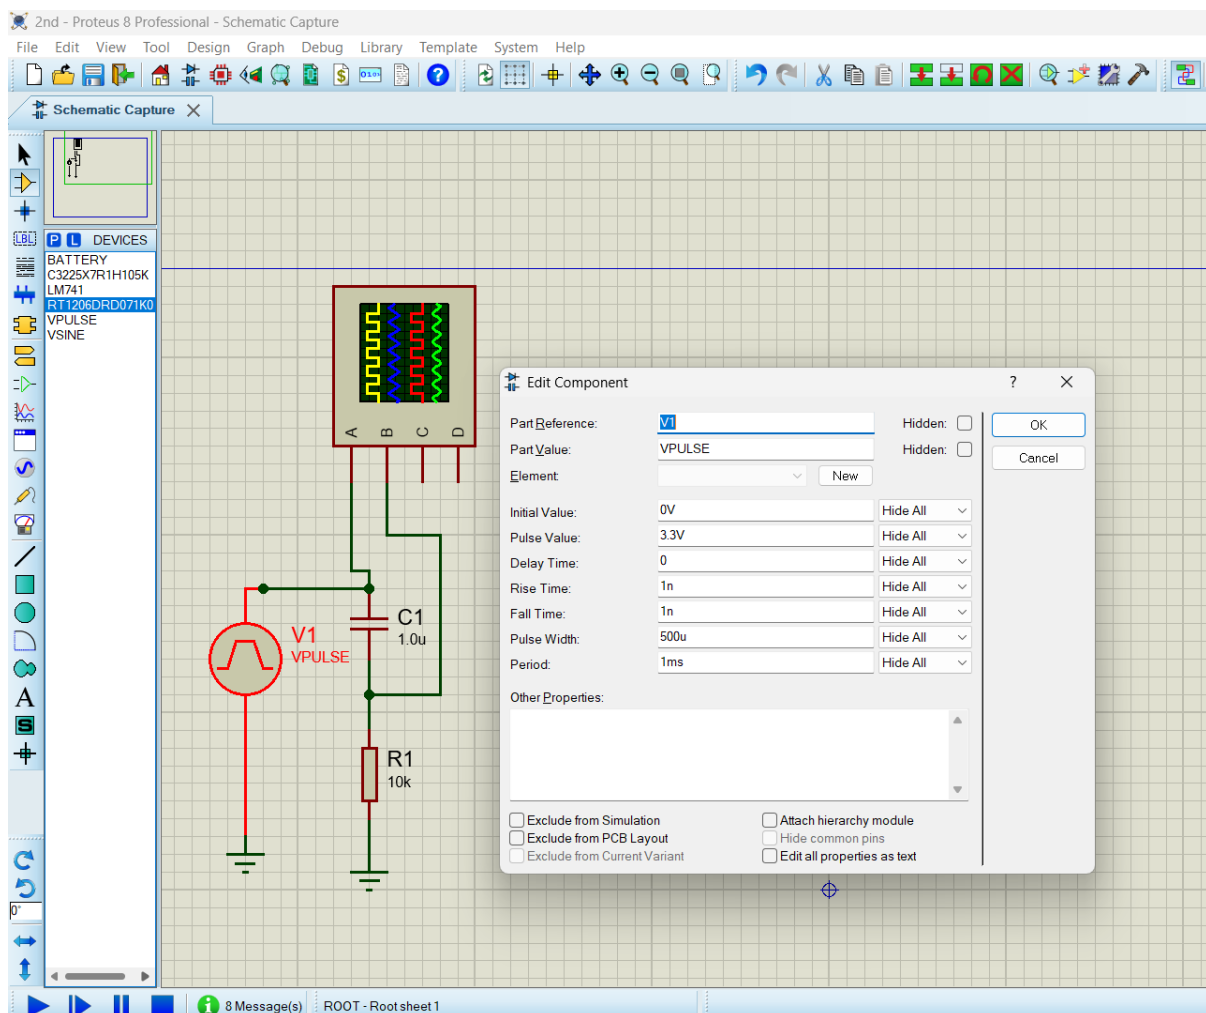 2nd - Proteus 8 Professional - Schematic Capture
File Edit View Tool Design Graph Debug Library Template System Help
$ 0101 ?
Schematic Capture
LBL
P L DEVICES
BATTERY
C3225X7R1H105K
LM741
RT1206DRD071K0
VPULSE
VSINE
A B C D
Edit Component ?
Part Reference: V1 Hidden: OK
Part Value: VPULSE Hidden: Cancel
Element New
Initial Value: 0V Hide All
Pulse Value: 3.3V Hide All
Delay Time: 0 Hide All
Rise Time: 1n Hide All
Fall Time: 1n Hide All
Pulse Width: 500u Hide All
Period: 1ms Hide All
Other Properties:
Exclude from Simulation Attach hierarchy module
Exclude from PCB Layout Hide common pins
Exclude from Current Variant Edit all properties as text
C1
1.0u
V1
VPULSE
R1
10k
A
S
0°
8 Message(s) ROOT - Root sheet 1